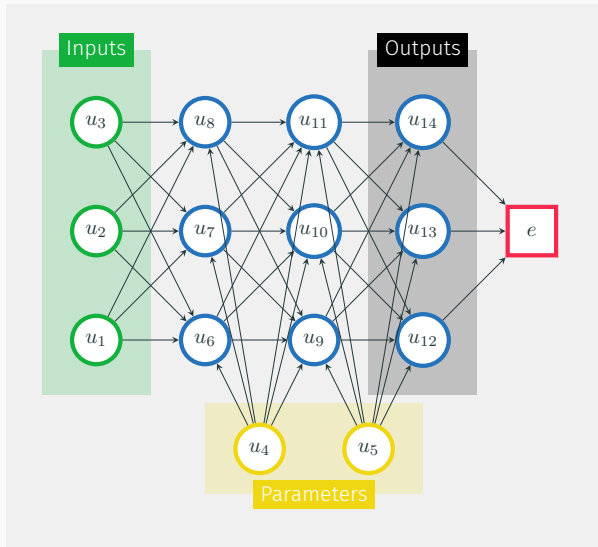 Inputs
Outputs
u3 u8 u11 u14
u2 u7 u10 u13 e
u1 u6 u9 u12
u4 u5
Parameters